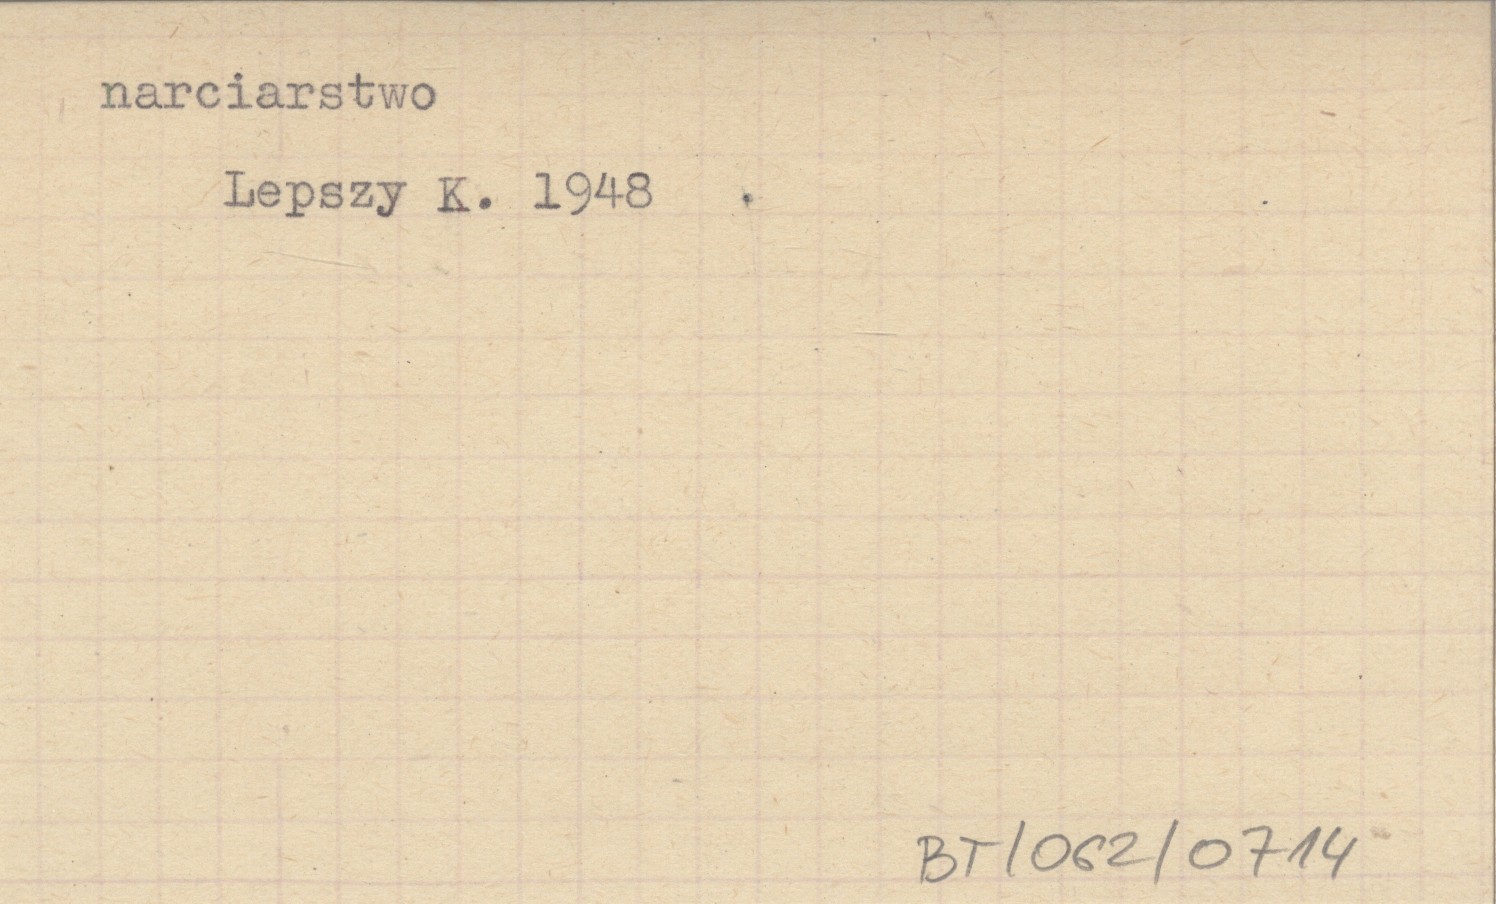 narciarstwo
Lepszy K. 1948
BT/062/0714